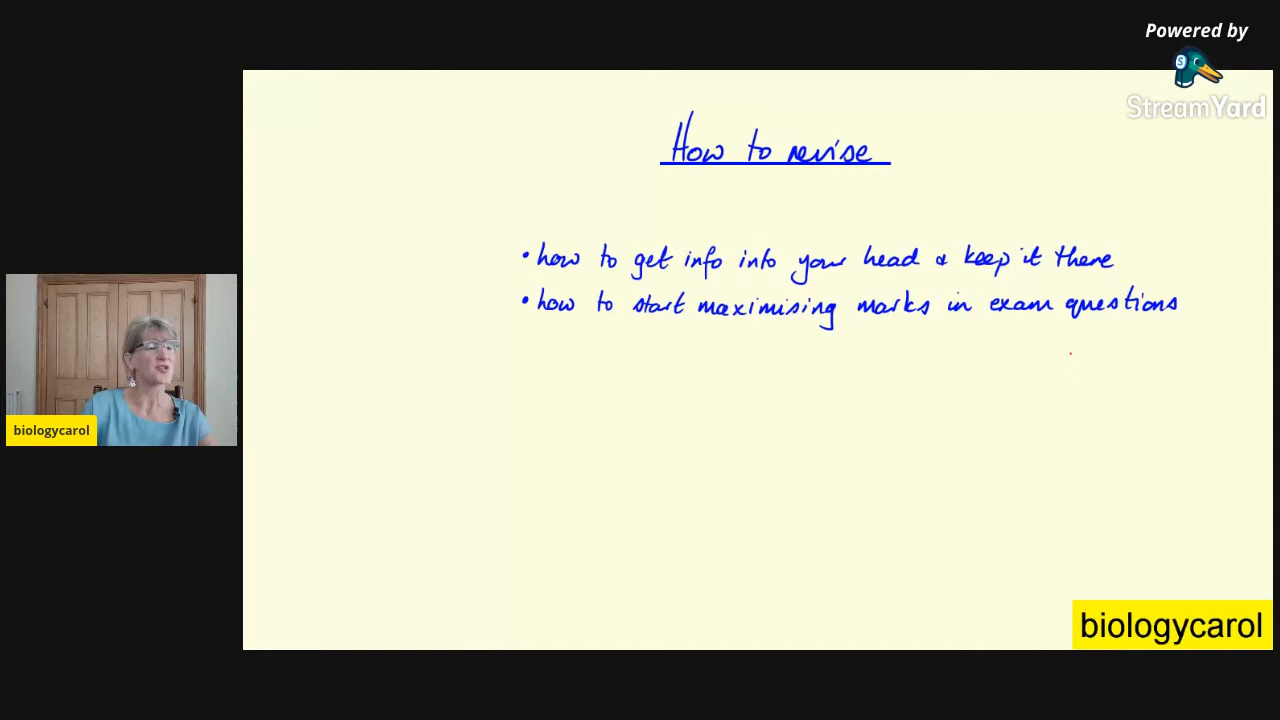 Powered by
StreamYard
How to revise
• how to get info into your head & keep it there
• how to start maximising marks in exam questions
biologycarol
biologycarol